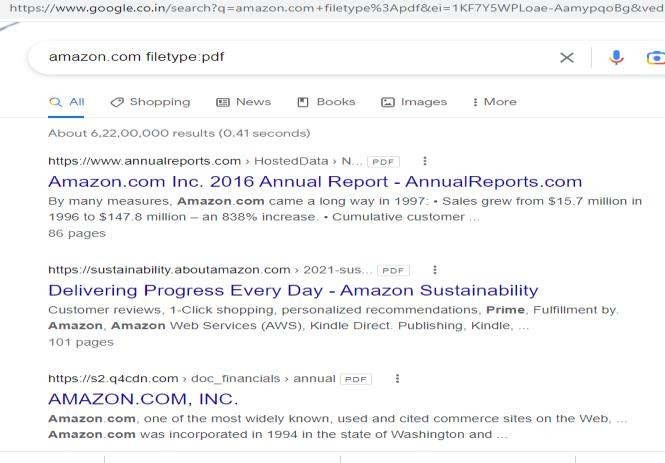 https://www.google.co.in/search?q=amazon.com+filetype%3Apdf&ei=1KF7Y5WPLoae-AamypqoBg&ved
amazon.com filetype:pdf
All Shopping News Books Images More
About 6,22,00,000 results (0.41 seconds)
https://www.annualreports.com › HostedData › N... PDF
Amazon.com Inc. 2016 Annual Report - AnnualReports.com
By many measures, Amazon.com came a long way in 1997: • Sales grew from $15.7 million in
1996 to $147.8 million – an 838% increase. • Cumulative customer ...
86 pages
https://sustainability.aboutamazon.com › 2021-sus... PDF
Delivering Progress Every Day - Amazon Sustainability
Customer reviews, 1-Click shopping, personalized recommendations, Prime, Fulfillment by.
Amazon, Amazon Web Services (AWS), Kindle Direct. Publishing, Kindle, ...
101 pages
https://s2.q4cdn.com › doc_financials › annual PDF
AMAZON.COM, INC.
Amazon.com, one of the most widely known, used and cited commerce sites on the Web, ...
Amazon.com was incorporated in 1994 in the state of Washington and ...